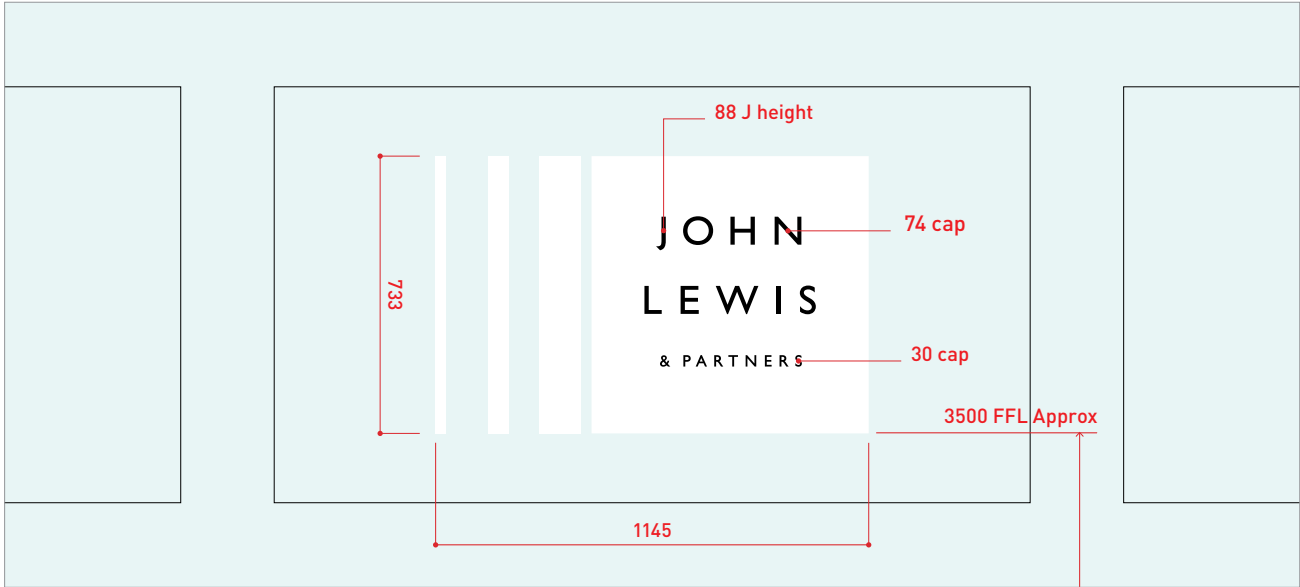 88 J height
JOHN
74 cap
733
LEWIS
& PARTNERS
30 cap
3500 FFL Approx
1145